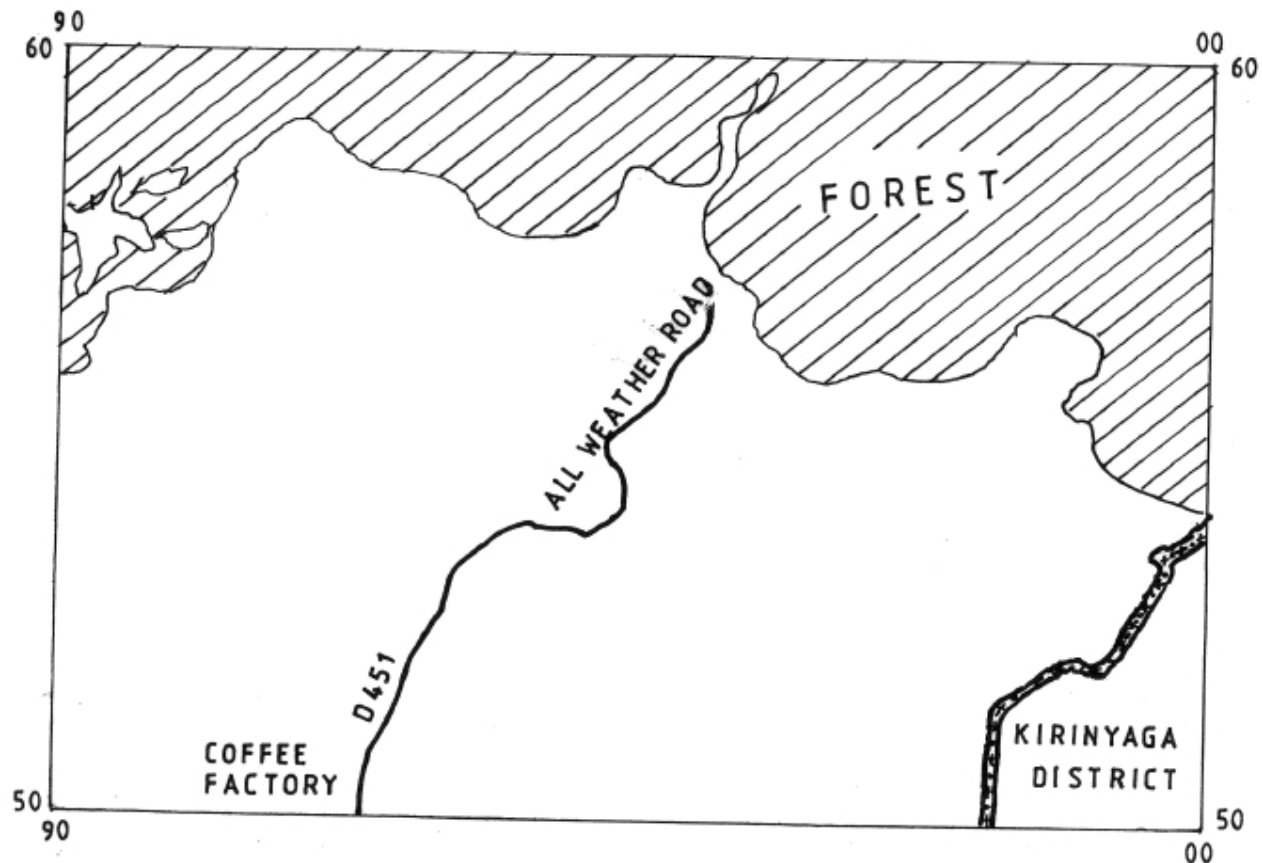 90
00
60
60
FOREST
ALL WEATHER ROAD
D451
COFFEE
FACTORY
KIRINYAGA
DISTRICT
50
50
90
00